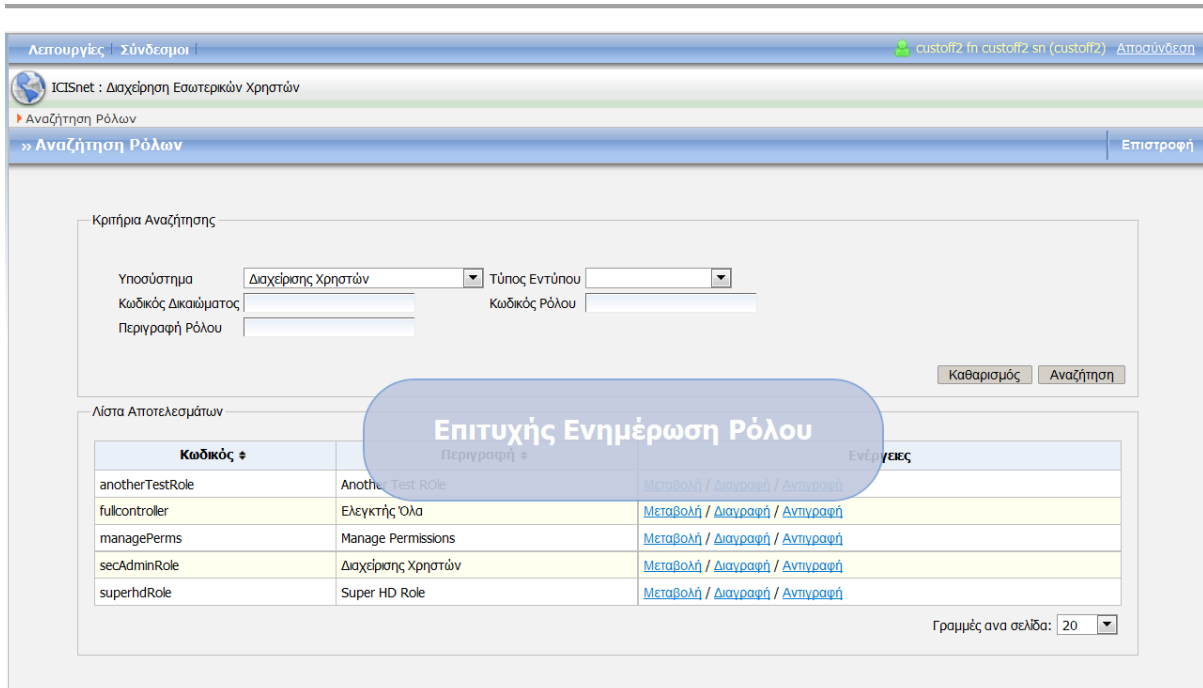 Λειτουργίες | Σύνδεσμοι | custoff2 fn custoff2 sn (custoff2) Αποσύνδεση
ICISnet : Διαχείρηση Εσωτερικών Χρηστών
Αναζήτηση Ρόλων
» Αναζήτηση Ρόλων Επιστροφή
Κριτήρια Αναζήτησης
Υποσύστημα Διαχείρισης Χρηστών Τύπος Εντύπου
Κωδικός Δικαιώματος Κωδικός Ρόλου
Περιγραφή Ρόλου
Καθαρισμός Αναζήτηση
Λίστα Αποτελεσμάτων
Επιτυχής Ενημέρωση Ρόλου
Κωδικός Περιγραφή Ενέργειες
anotherTestRole Another Test ROle Μεταβολή / Διαγραφή / Αντιγραφή
fullcontroller Ελεγκτής Όλα Μεταβολή / Διαγραφή / Αντιγραφή
managePerms Manage Permissions Μεταβολή / Διαγραφή / Αντιγραφή
secAdminRole Διαχείρισης Χρηστών Μεταβολή / Διαγραφή / Αντιγραφή
superhdRole Super HD Role Μεταβολή / Διαγραφή / Αντιγραφή
Γραμμές ανα σελίδα: 20